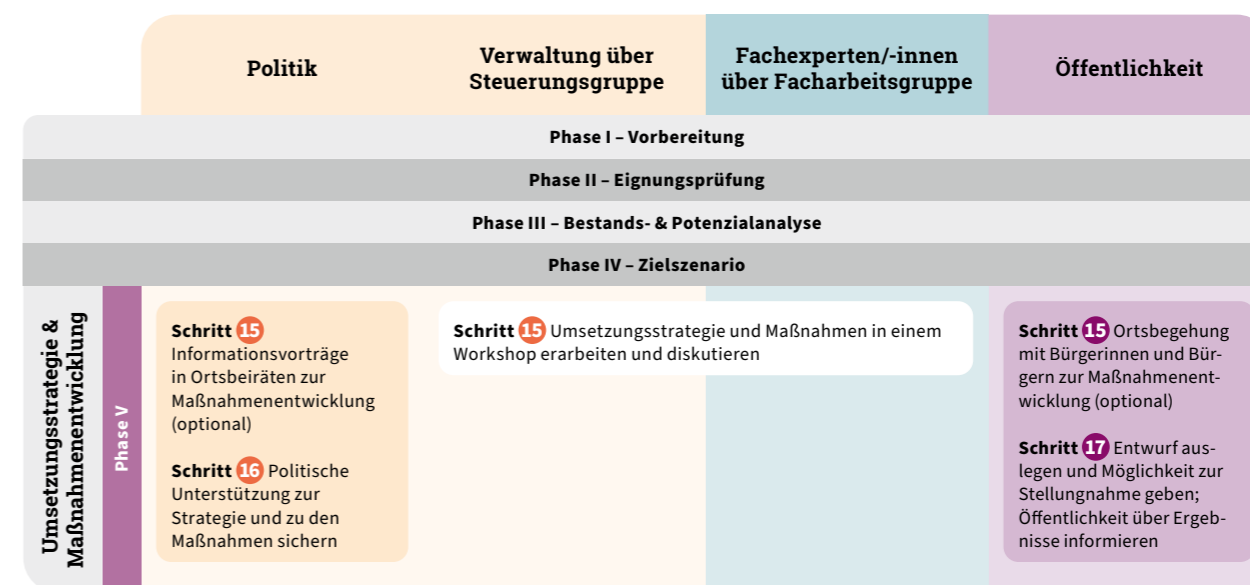 Politik
Verwaltung über
Steuerungsgruppe
Fachexperten/-innen
über Facharbeitsgruppe
Öffentlichkeit
Phase I – Vorbereitung
Phase II – Eignungsprüfung
Phase III – Bestands- & Potenzialanalyse
Phase IV – Zielszenario
Umsetzungsstrategie &
Maßnahmenentwicklung
Phase V
Schritt 15
Informationsvorträge
in Ortsbeiräten zur
Maßnahmenentwicklung
(optional)
Schritt 16 Politische
Unterstützung zur
Strategie und zu den
Maßnahmen sichern
Schritt 15 Umsetzungsstrategie und Maßnahmen in einem
Workshop erarbeiten und diskutieren
Schritt 15 Ortsbegehung
mit Bürgerinnen und Bür-
gern zur Maßnahmenent-
wicklung (optional)
Schritt 17 Entwurf aus-
legen und Möglichkeit zur
Stellungnahme geben;
Öffentlichkeit über Ergeb-
nisse informieren